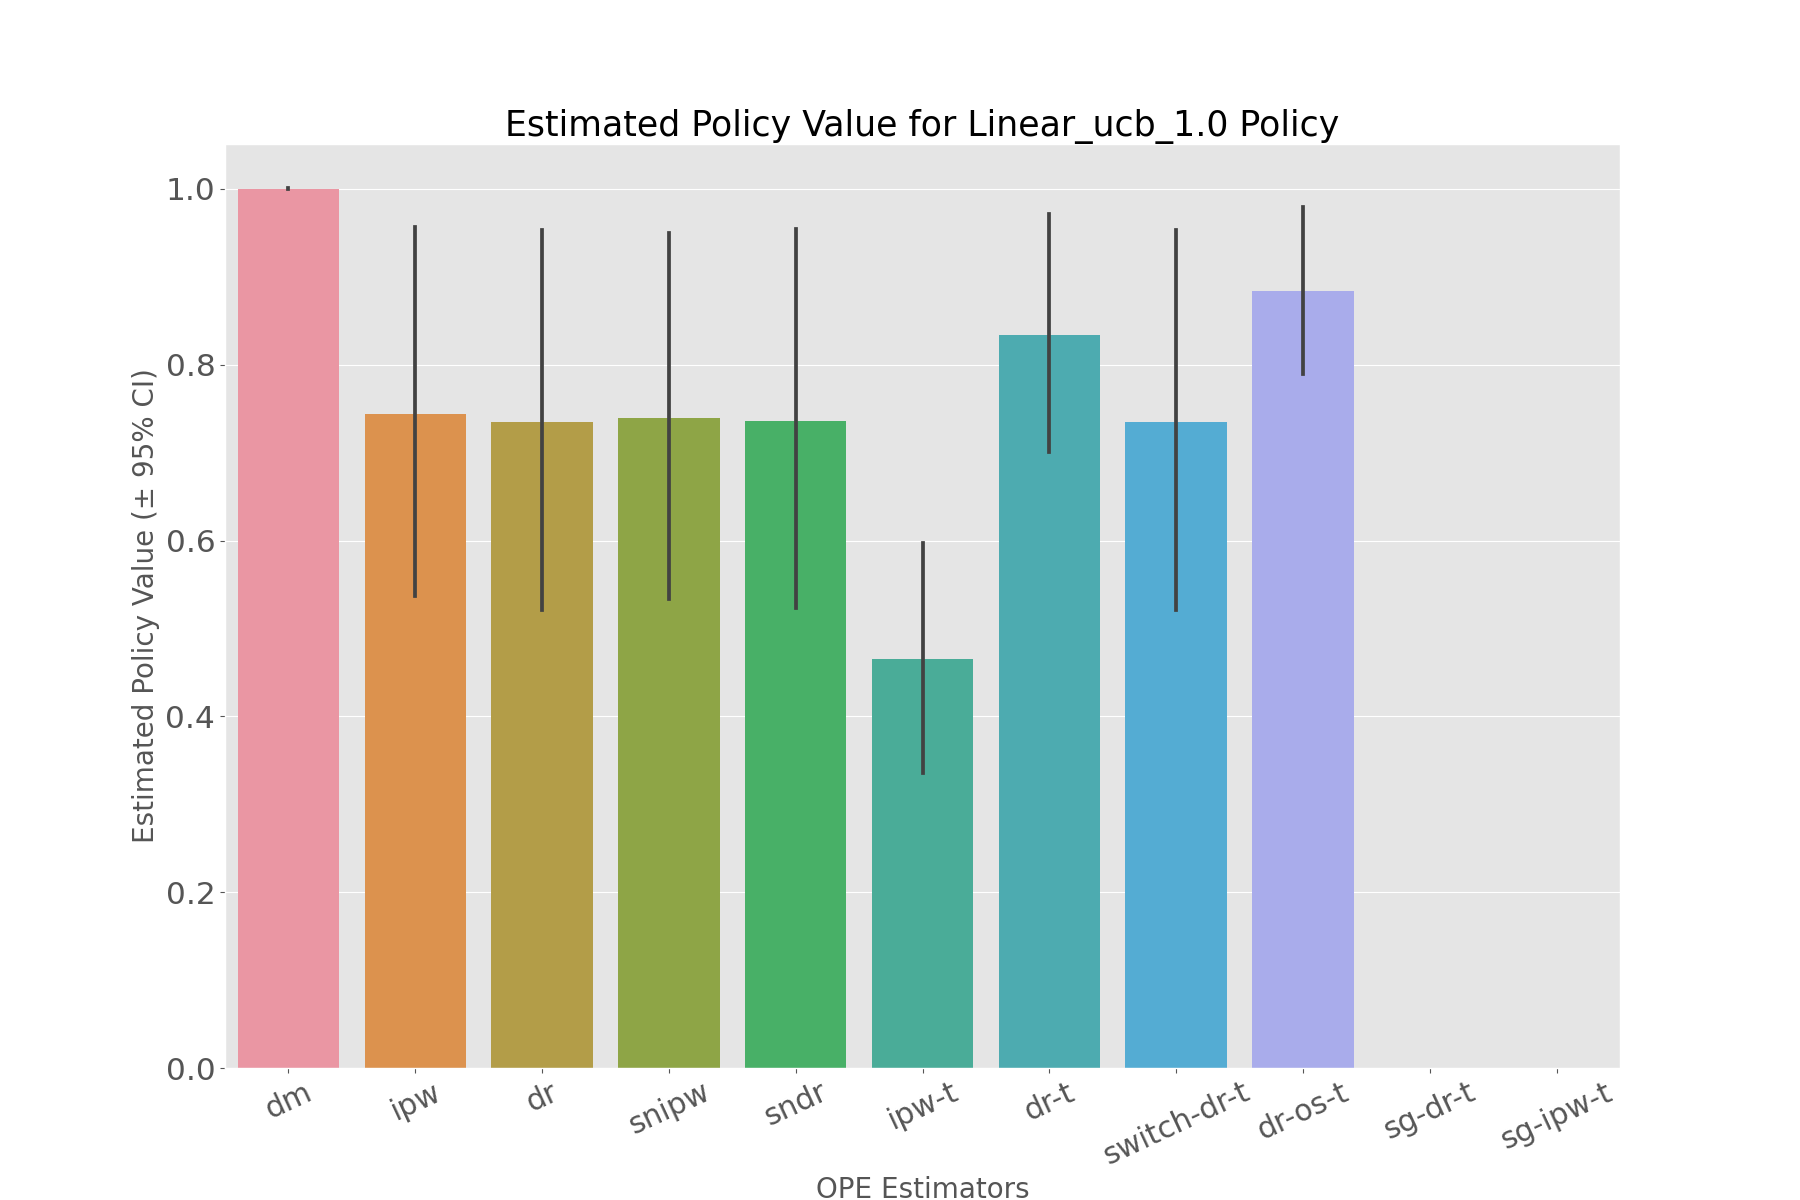 Estimated Policy Value for Linear_ucb_1.0 Policy
Estimated Policy Value (± 95% CI)
1.0
0.8
0.6
0.4
0.2
0.0
dm
ipw
dr
snipw
sndr
ipw-t
dr-t
switch-dr-t
dr-os-t
sg-dr-t
sg-ipw-t
OPE Estimators